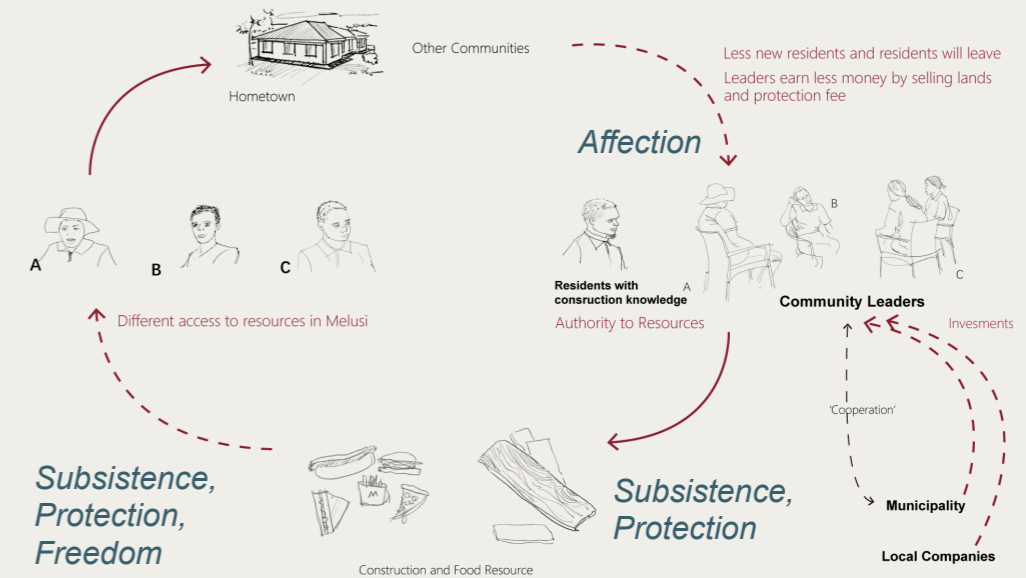 Other Communities
Hometown
Less new residents and residents will leave
Leaders earn less money by selling lands
and protection fee
Affection
A
B
C
Residents with
consruction knowledge
A
B
C
Community Leaders
Authority to Resources
Different access to resources in Melusi
Invesments
'Cooperation'
Municipality
Local Companies
Subsistence,
Protection,
Freedom
M
Subsistence,
Protection
Construction and Food Resource